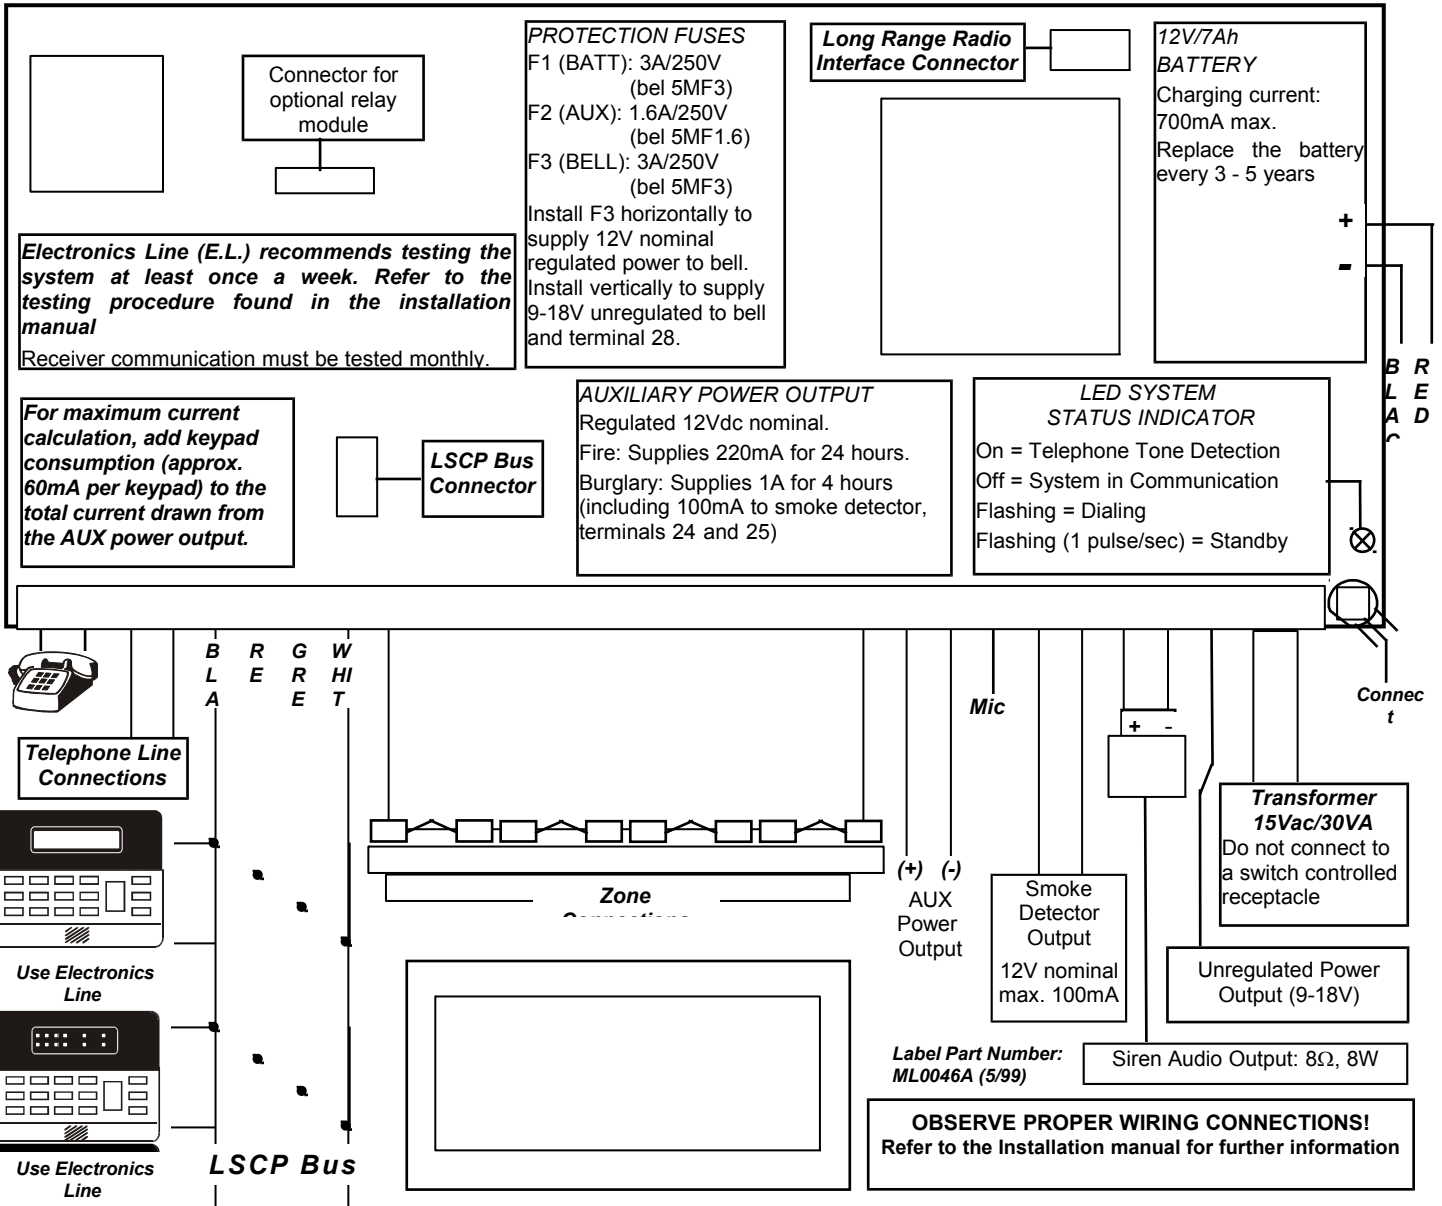 Connector for
optional relay
module
PROTECTION FUSES
F1 (BATT): 3A/250V
(bel 5MF3)
F2 (AUX): 1.6A/250V
(bel 5MF1.6)
F3 (BELL): 3A/250V
(bel 5MF3)
Install F3 horizontally to
supply 12V nominal
regulated power to bell.
Install vertically to supply
9-18V unregulated to bell
and terminal 28.
Long Range Radio
Interface Connector
12V/7Ah
BATTERY
Charging current:
700mA max.
Replace the battery
every 3 - 5 years
+
-
BLAC
RED
Electronics Line (E.L.) recommends testing the
system at least once a week. Refer to the
testing procedure found in the installation
manual
Receiver communication must be tested monthly.
For maximum current
calculation, add keypad
consumption (approx.
60mA per keypad) to the
total current drawn from
the AUX power output.
LSCP Bus
Connector
AUXILIARY POWER OUTPUT
Regulated 12Vdc nominal.
Fire: Supplies 220mA for 24 hours.
Burglary: Supplies 1A for 4 hours
(including 100mA to smoke detector,
terminals 24 and 25)
LED SYSTEM
STATUS INDICATOR
On = Telephone Tone Detection
Off = System in Communication
Flashing = Dialing
Flashing (1 pulse/sec) = Standby
BLA
RE
GRE
WHIT
Mic
Connec
t
+ -
Telephone Line
Connections
Transformer
15Vac/30VA
Do not connect to
a switch controlled
receptacle
Zone
Connections
(+) (-)
AUX
Power
Output
Smoke
Detector
Output
12V nominal
max. 100mA
Unregulated Power
Output (9-18V)
Use Electronics
Line
Label Part Number:
ML0046A (5/99)
Siren Audio Output: 8Ω, 8W
OBSERVE PROPER WIRING CONNECTIONS!
Refer to the Installation manual for further information
Use Electronics
Line
LSCP Bus